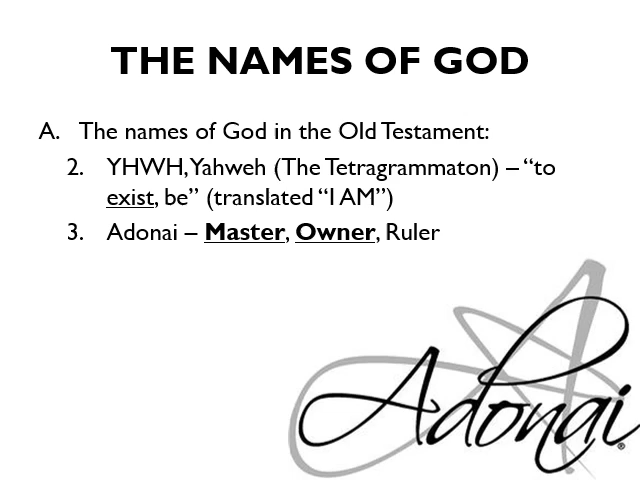 THE NAMES OF GOD
A. The names of God in the Old Testament:
2. YHWH, Yahweh (The Tetragrammaton) – “to
exist, be” (translated “I AM”)
3. Adonai – Master, Owner, Ruler
Adonai®